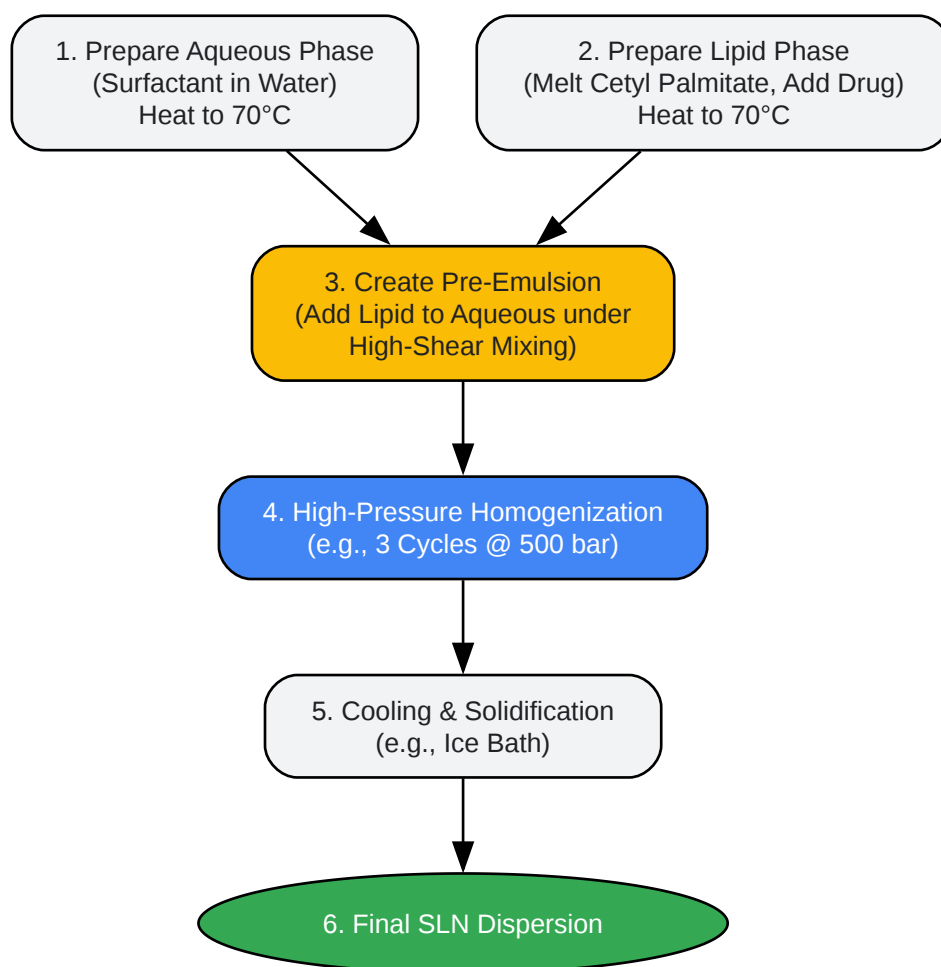 1. Prepare Aqueous Phase
(Surfactant in Water)
Heat to 70°C
2. Prepare Lipid Phase
(Melt Cetyl Palmitate, Add Drug)
Heat to 70°C
3. Create Pre-Emulsion
(Add Lipid to Aqueous under
High-Shear Mixing)
4. High-Pressure Homogenization
(e.g., 3 Cycles @ 500 bar)
5. Cooling & Solidification
(e.g., Ice Bath)
6. Final SLN Dispersion